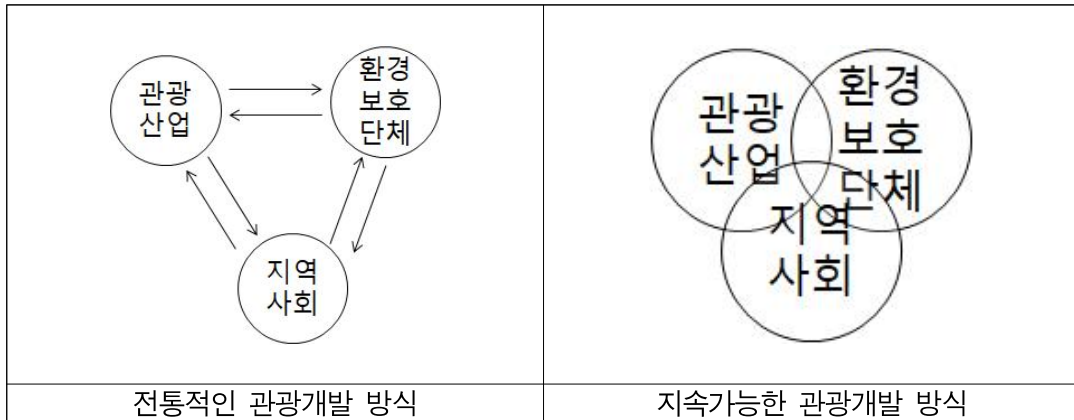 관광
산업
환경
보호
단체
지역
사회
관광
산업
환경
보호
단체
지역
사회
전통적인 관광개발 방식
지속가능한 관광개발 방식